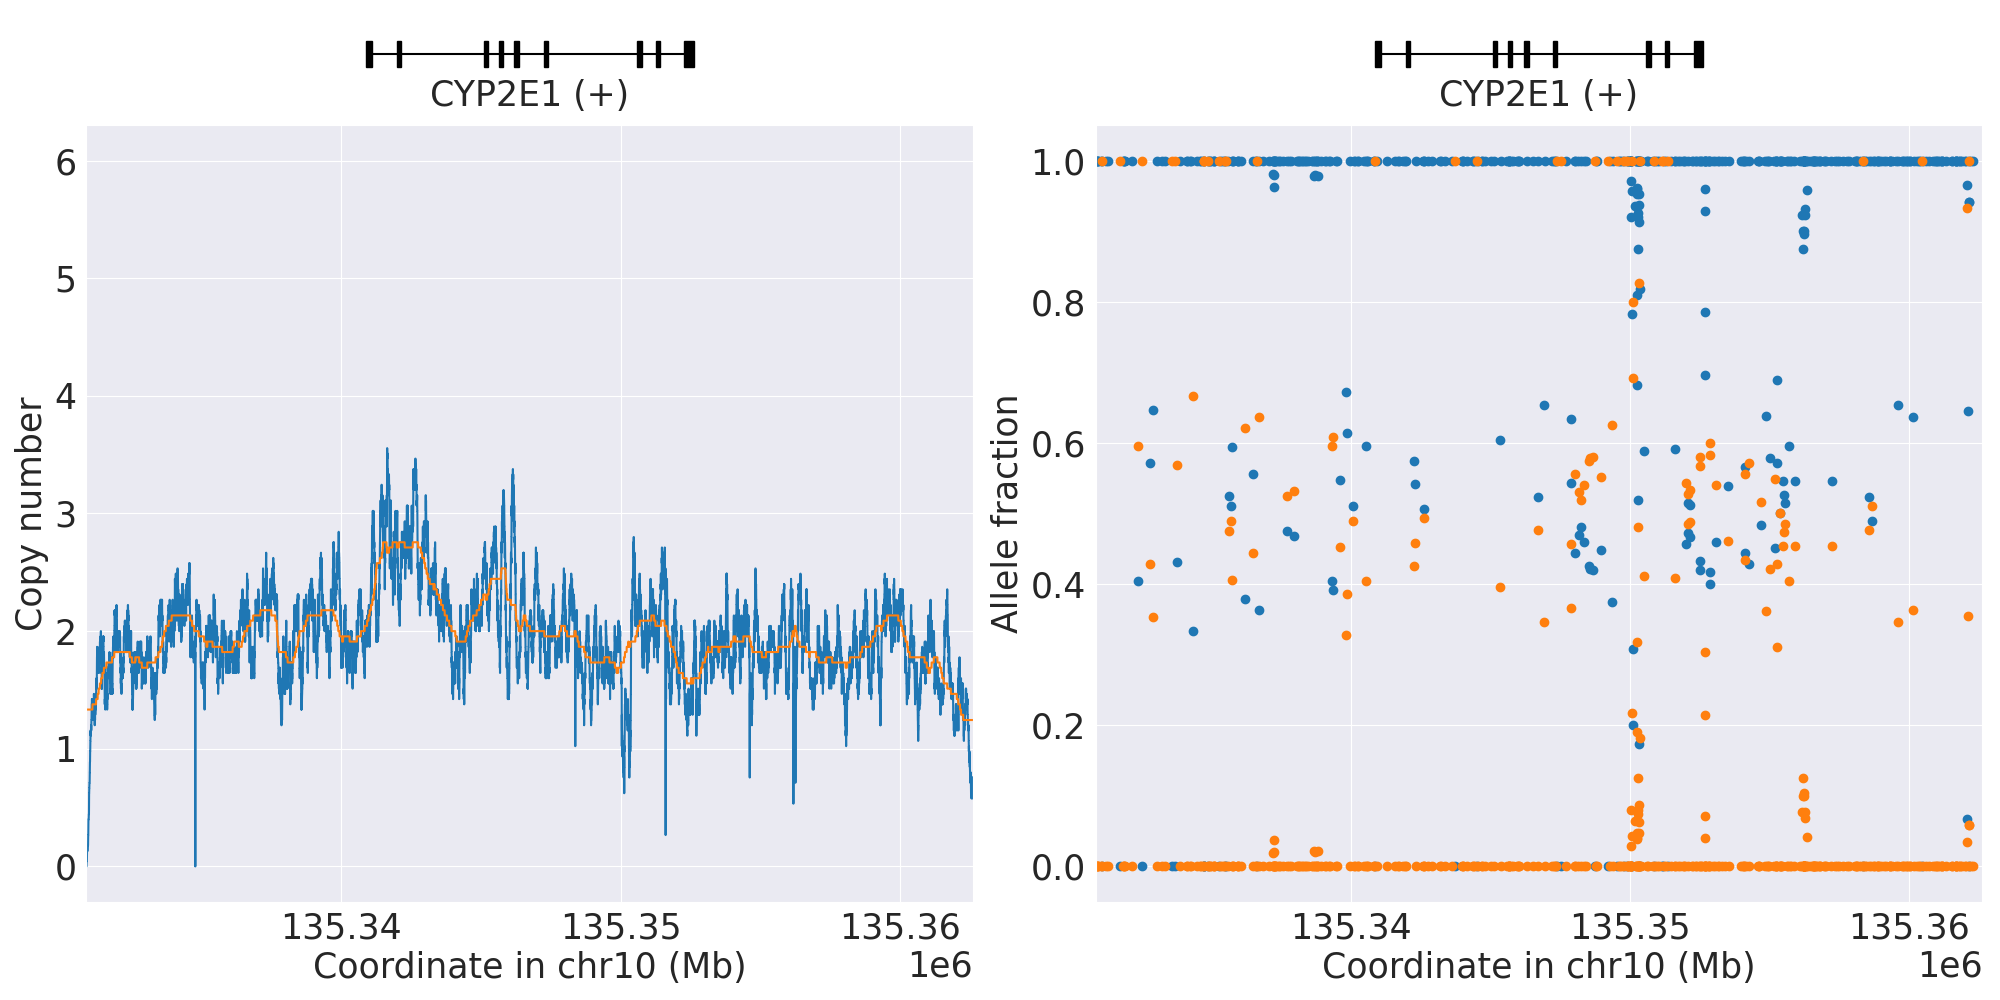 CYP2E1 (+)
6
5
4
3
2
1
0
Copy number
135.34 135.35 135.36
Coordinate in chr10 (Mb)
1e6
CYP2E1 (+)
1.0
0.8
0.6
0.4
0.2
0.0
Allele fraction
135.34 135.35 135.36
Coordinate in chr10 (Mb)
1e6